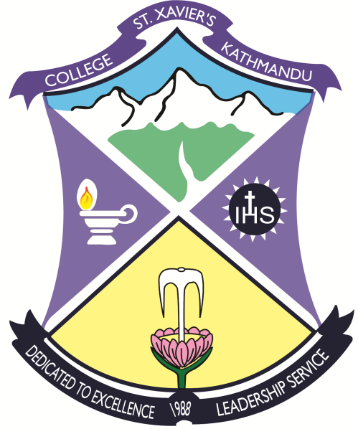 COLLEGE ST. XAVIER'S KATHMANDU
IHS
DEDICATED TO EXCELLENCE 1988 LEADERSHIP SERVICE